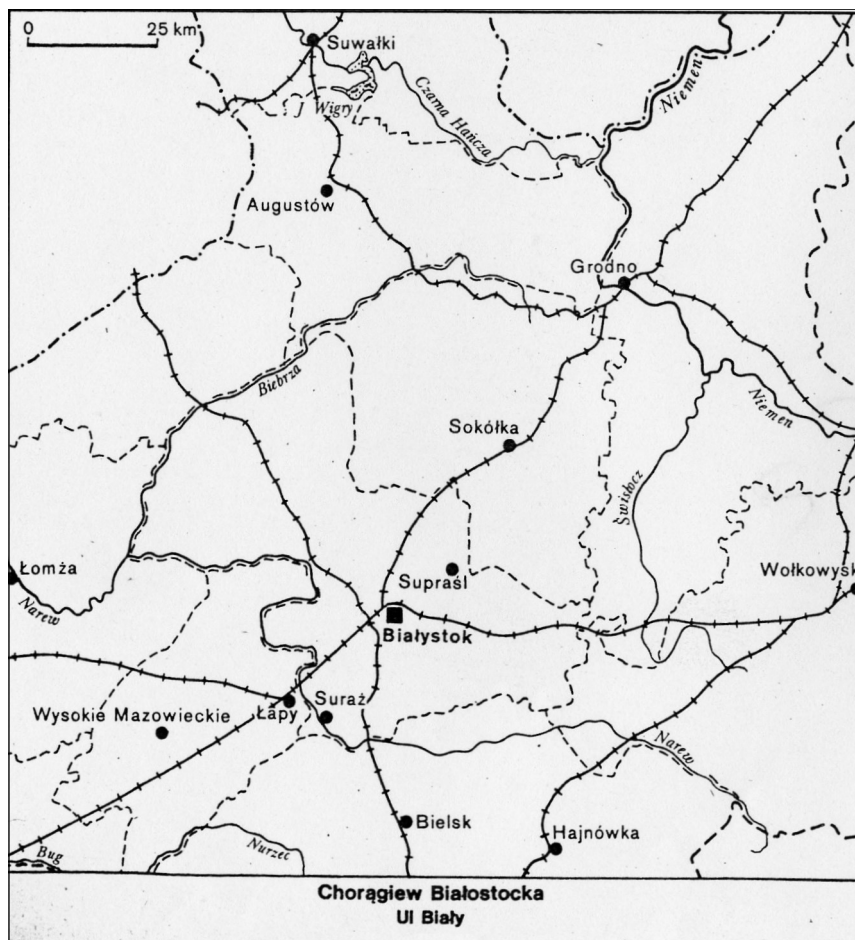 0 25 km
Suwałki
Wigry
Czarna Hańcza
Niemen
Augustów
Grodno
Biebrza
Niemen
Sokółka
Świsłocz
Łomża
Supraśl
Wołkowysk
Narew
Białystok
Suraż
Łapy
Wysokie Mazowieckie
Narew
Bielsk
Hajnówka
Bug
Nurzec
Chorągiew Białostocka
Ul Biały